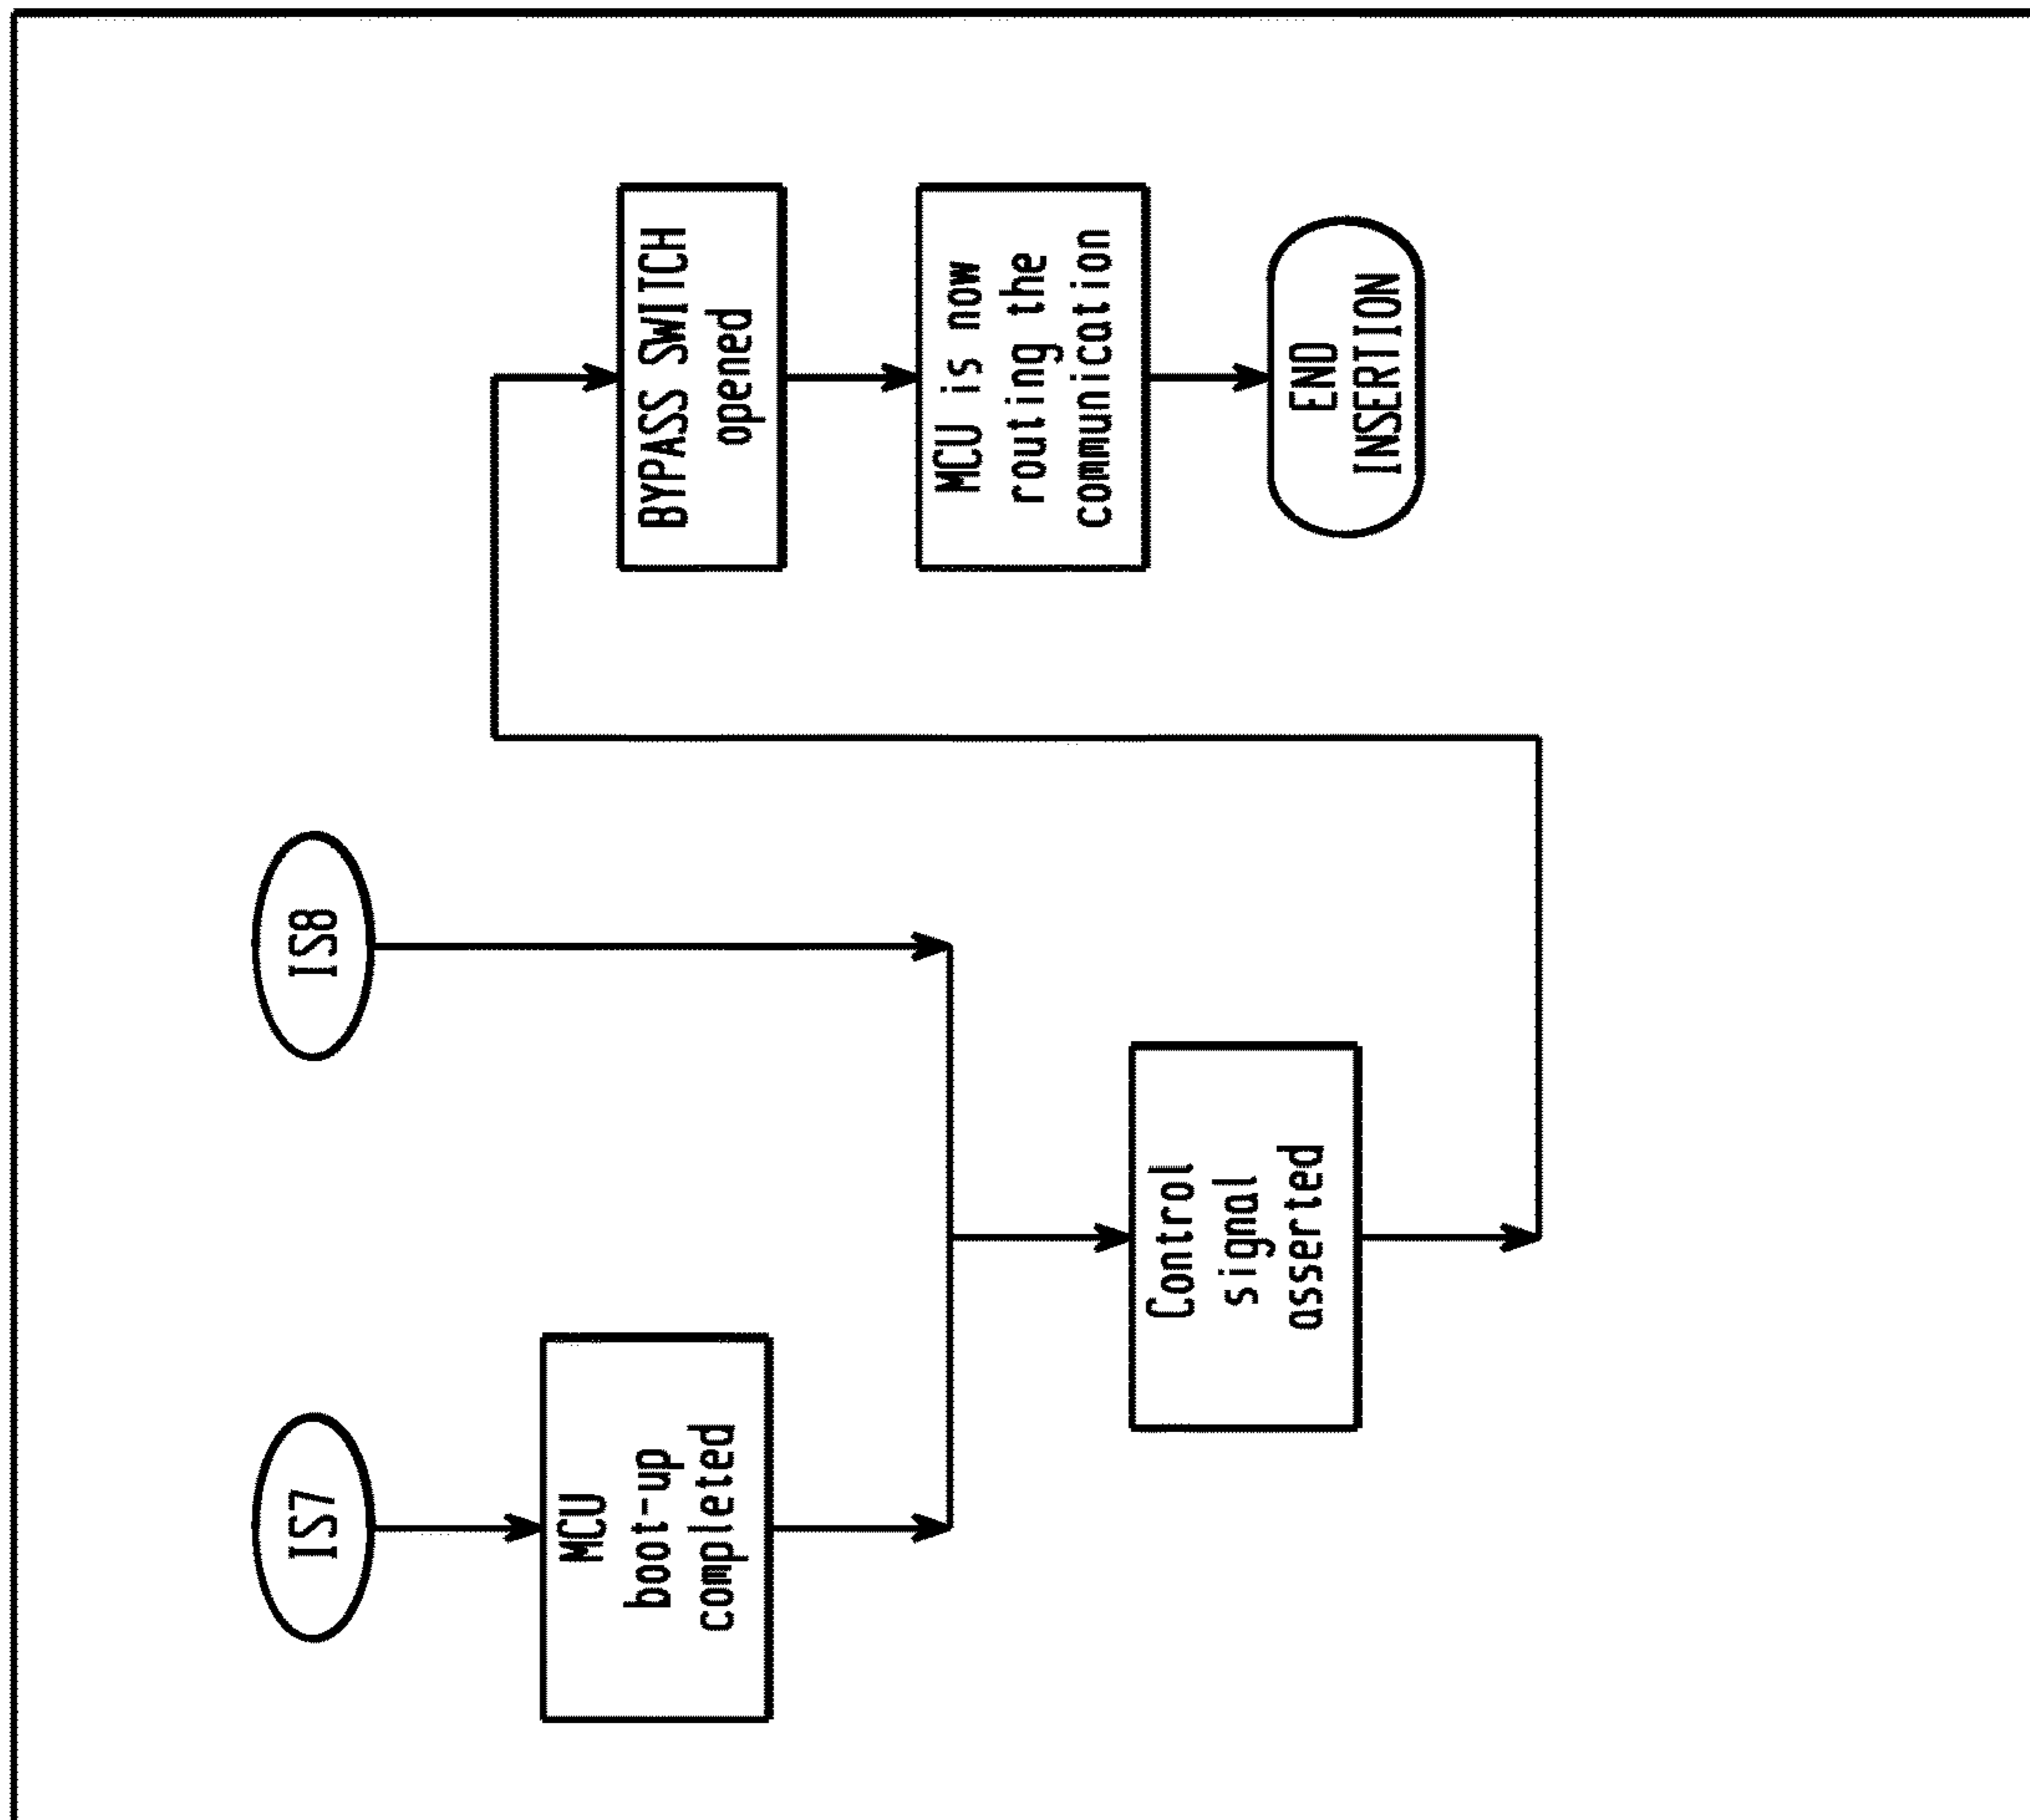 IS7
MCU
boot-up
completed
IS8
Control
signal
asserted
BYPASS SWITCH
opened
MCU is now
routing the
communication
END
INSERTION